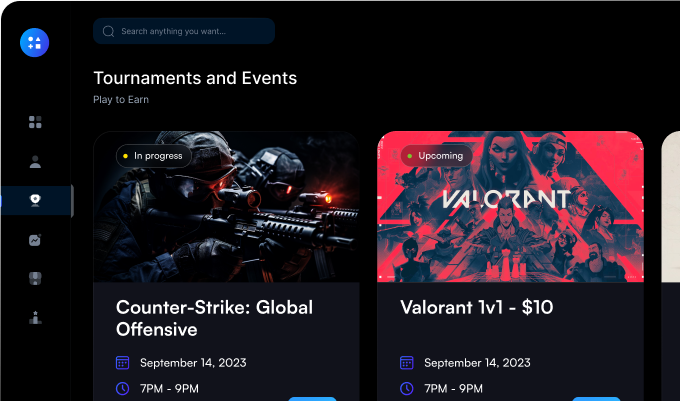 Search anything you want...
Tournaments and Events
Play to Earn
In progress
Counter-Strike: Global
Offensive
September 14, 2023
7PM - 9PM
Upcoming
VALORANT
Valorant 1v1 - $10
September 14, 2023
7PM - 9PM